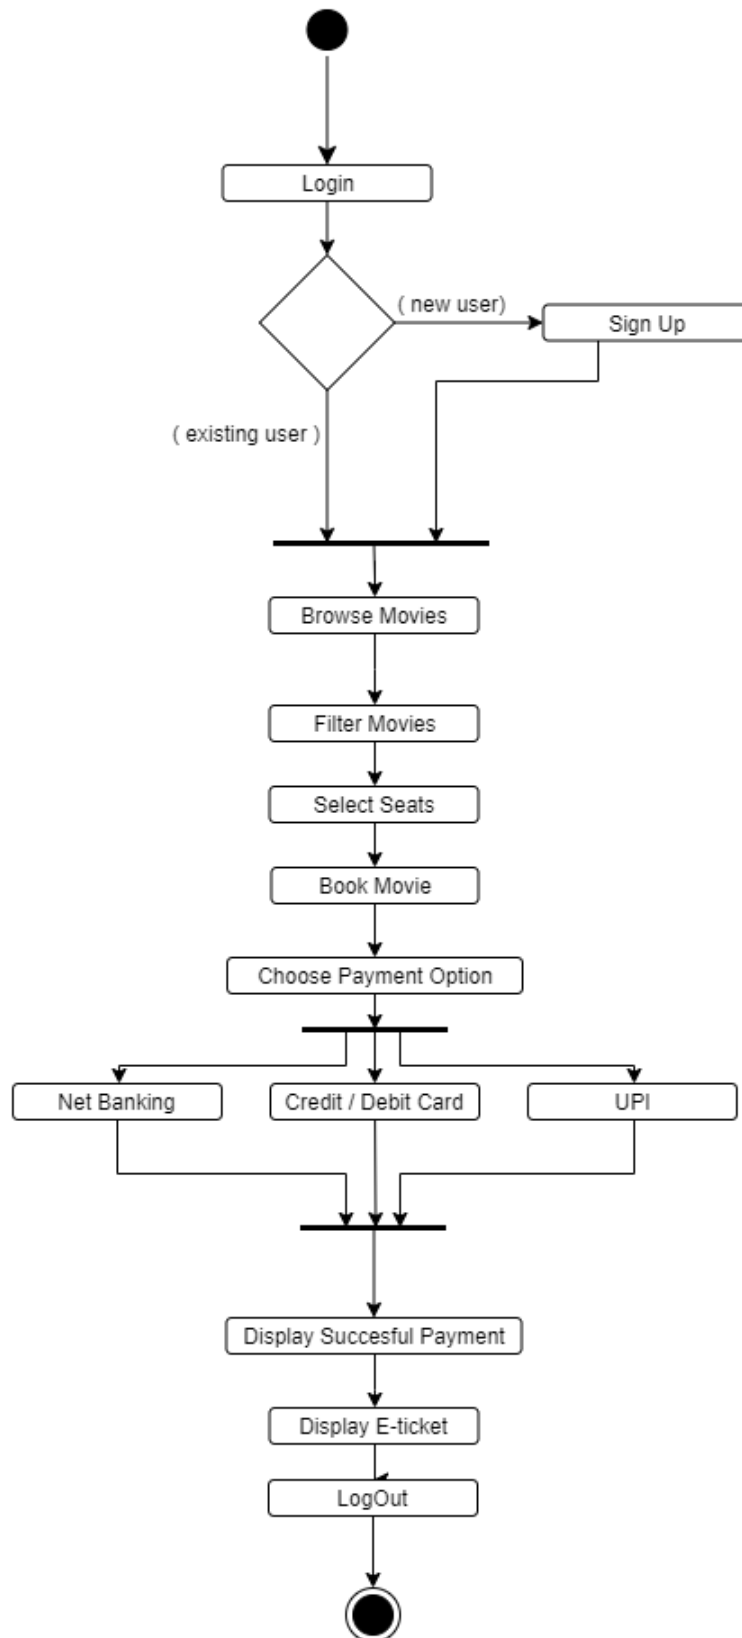 Login
( new user)
Sign Up
( existing user )
Browse Movies
Filter Movies
Select Seats
Book Movie
Choose Payment Option
Net Banking
Credit / Debit Card
UPI
Display Succesful Payment
Display E-ticket
LogOut